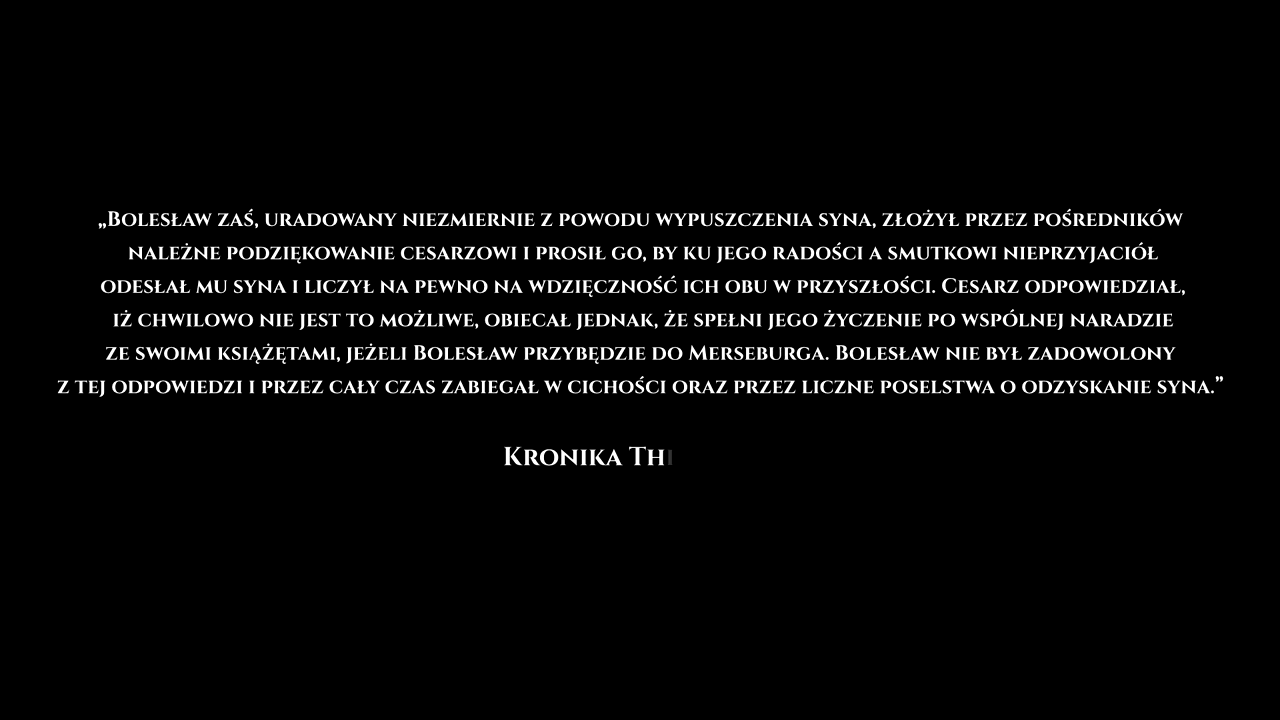 „Bolesław zaś, uradowany niezmiernie z powodu wypuszczenia syna, złożył przez pośredników
należne podziękowanie cesarzowi i prosił go, by ku jego radości a smutkowi nieprzyjaciół
odesłał mu syna i liczył na pewno na wdzięczność ich obu w przyszłości. Cesarz odpowiedział,
iż chwilowo nie jest to możliwe, obiecał jednak, że spełni jego życzenie po wspólnej naradzie
ze swoimi książętami, jeżeli Bolesław przybędzie do Merseburga. Bolesław nie był zadowolony
z tej odpowiedzi i przez cały czas zabiegał w cichości oraz przez liczne poselstwa o odzyskanie syna.”
Kronika Th